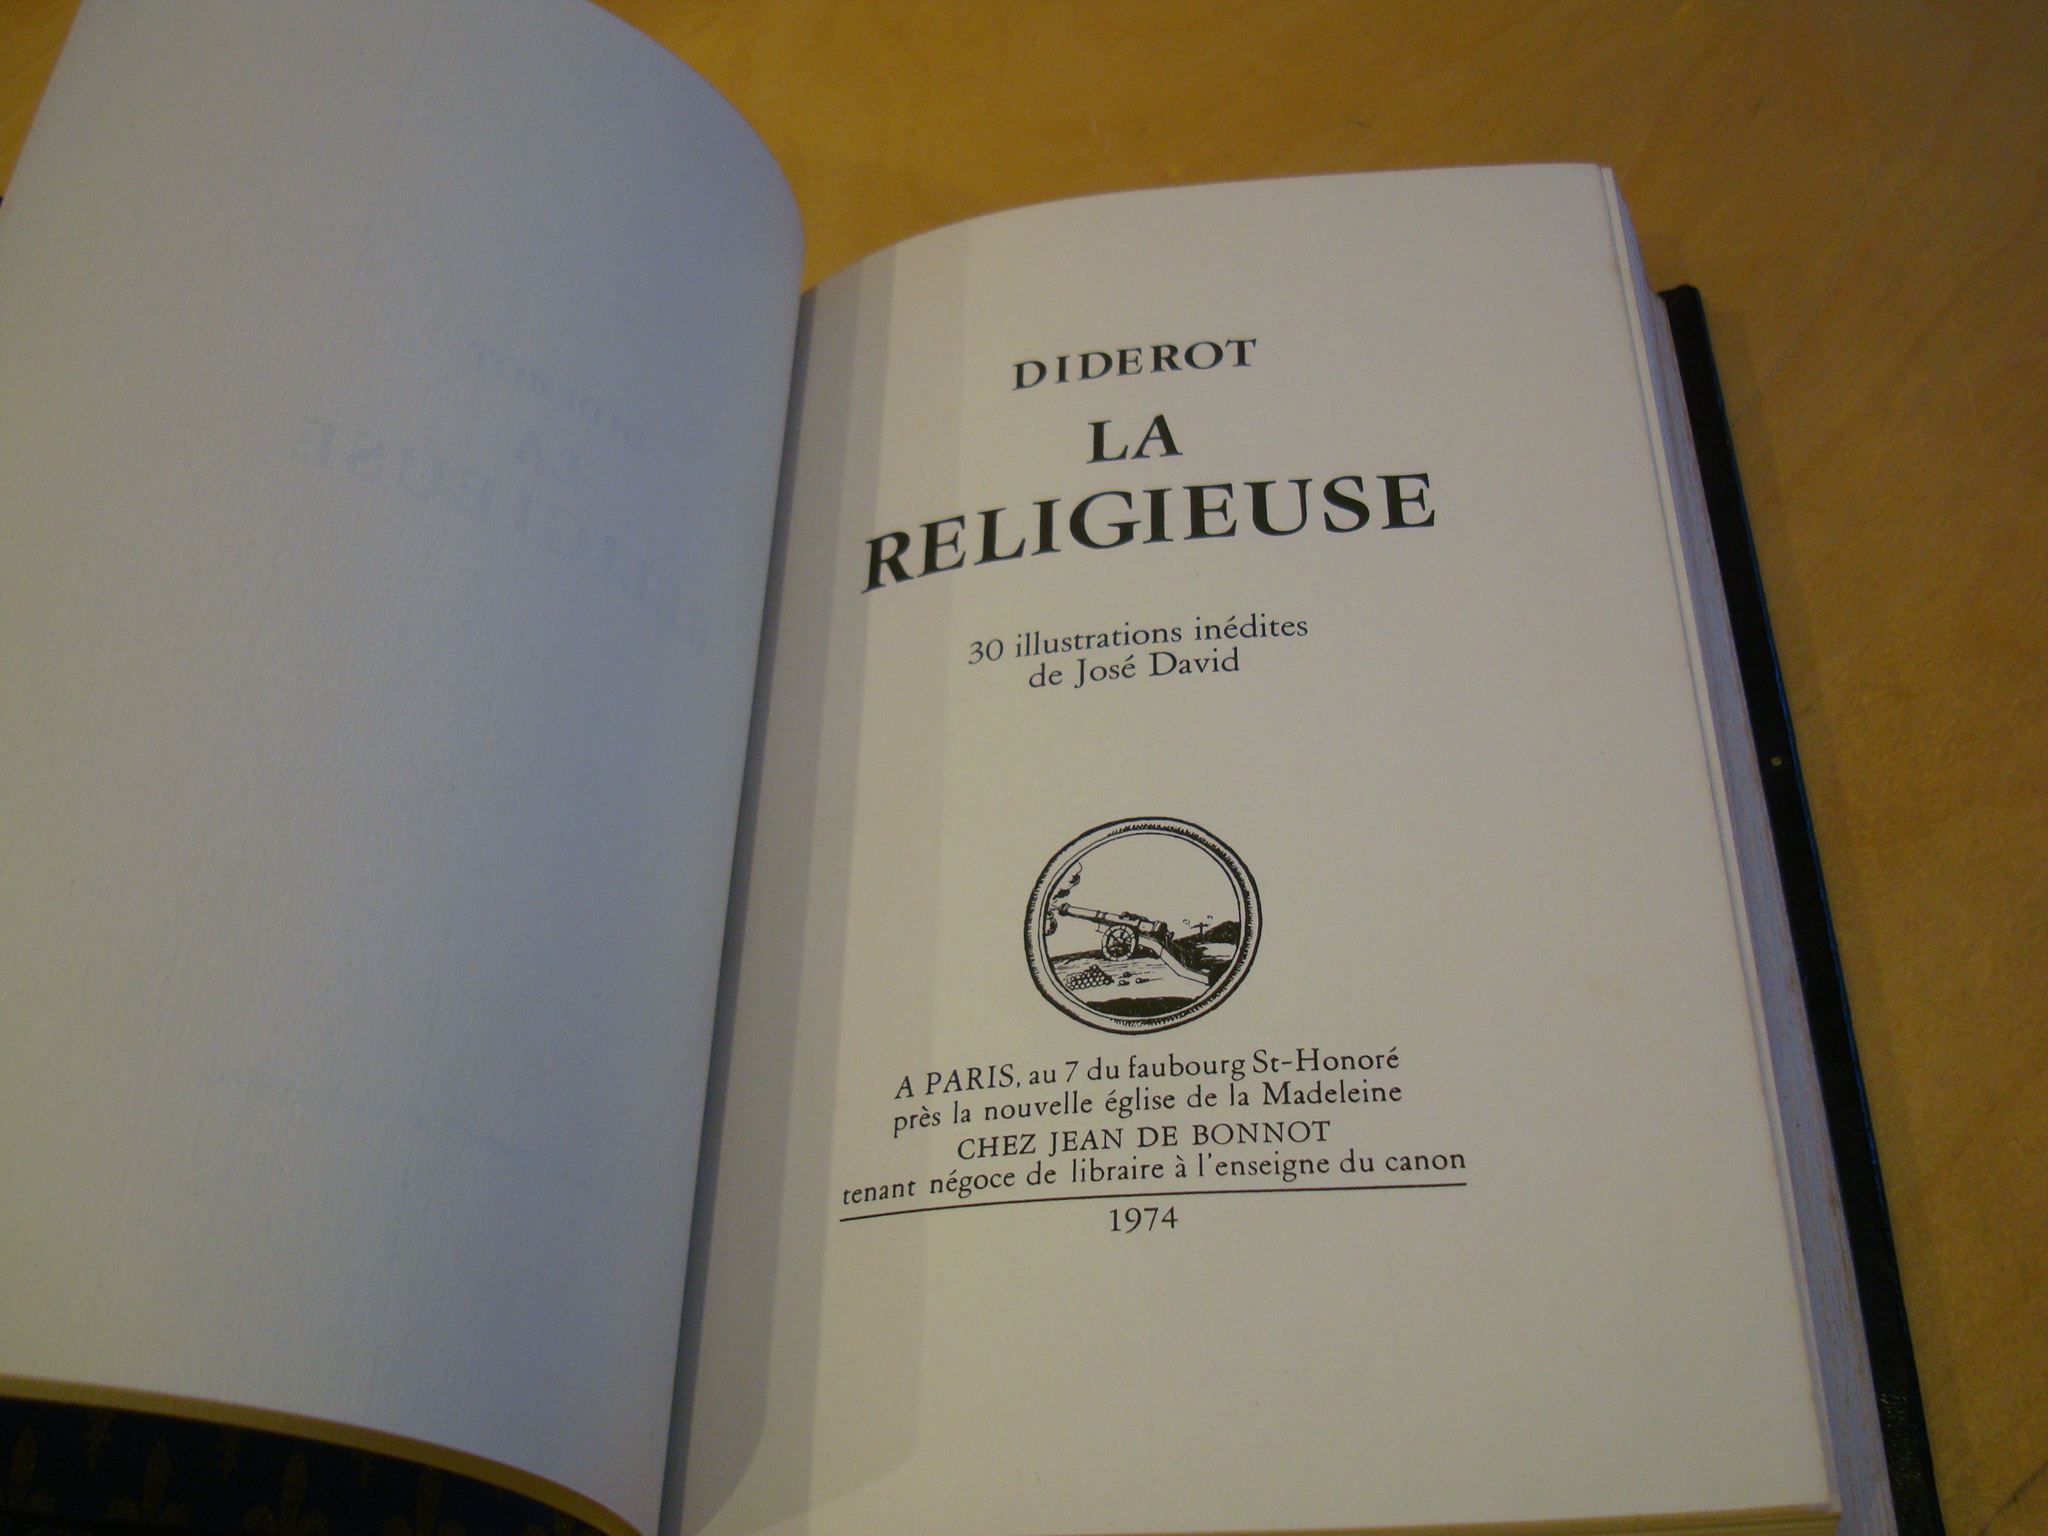 DIDEROT
LA
RELIGIEUSE
30 illustrations inédites
de José David
A PARIS, au 7 du faubourg St-Honoré
près la nouvelle église de la Madeleine
CHEZ JEAN DE BONNOT
tenant négoce de libraire à l'enseigne du canon
1974